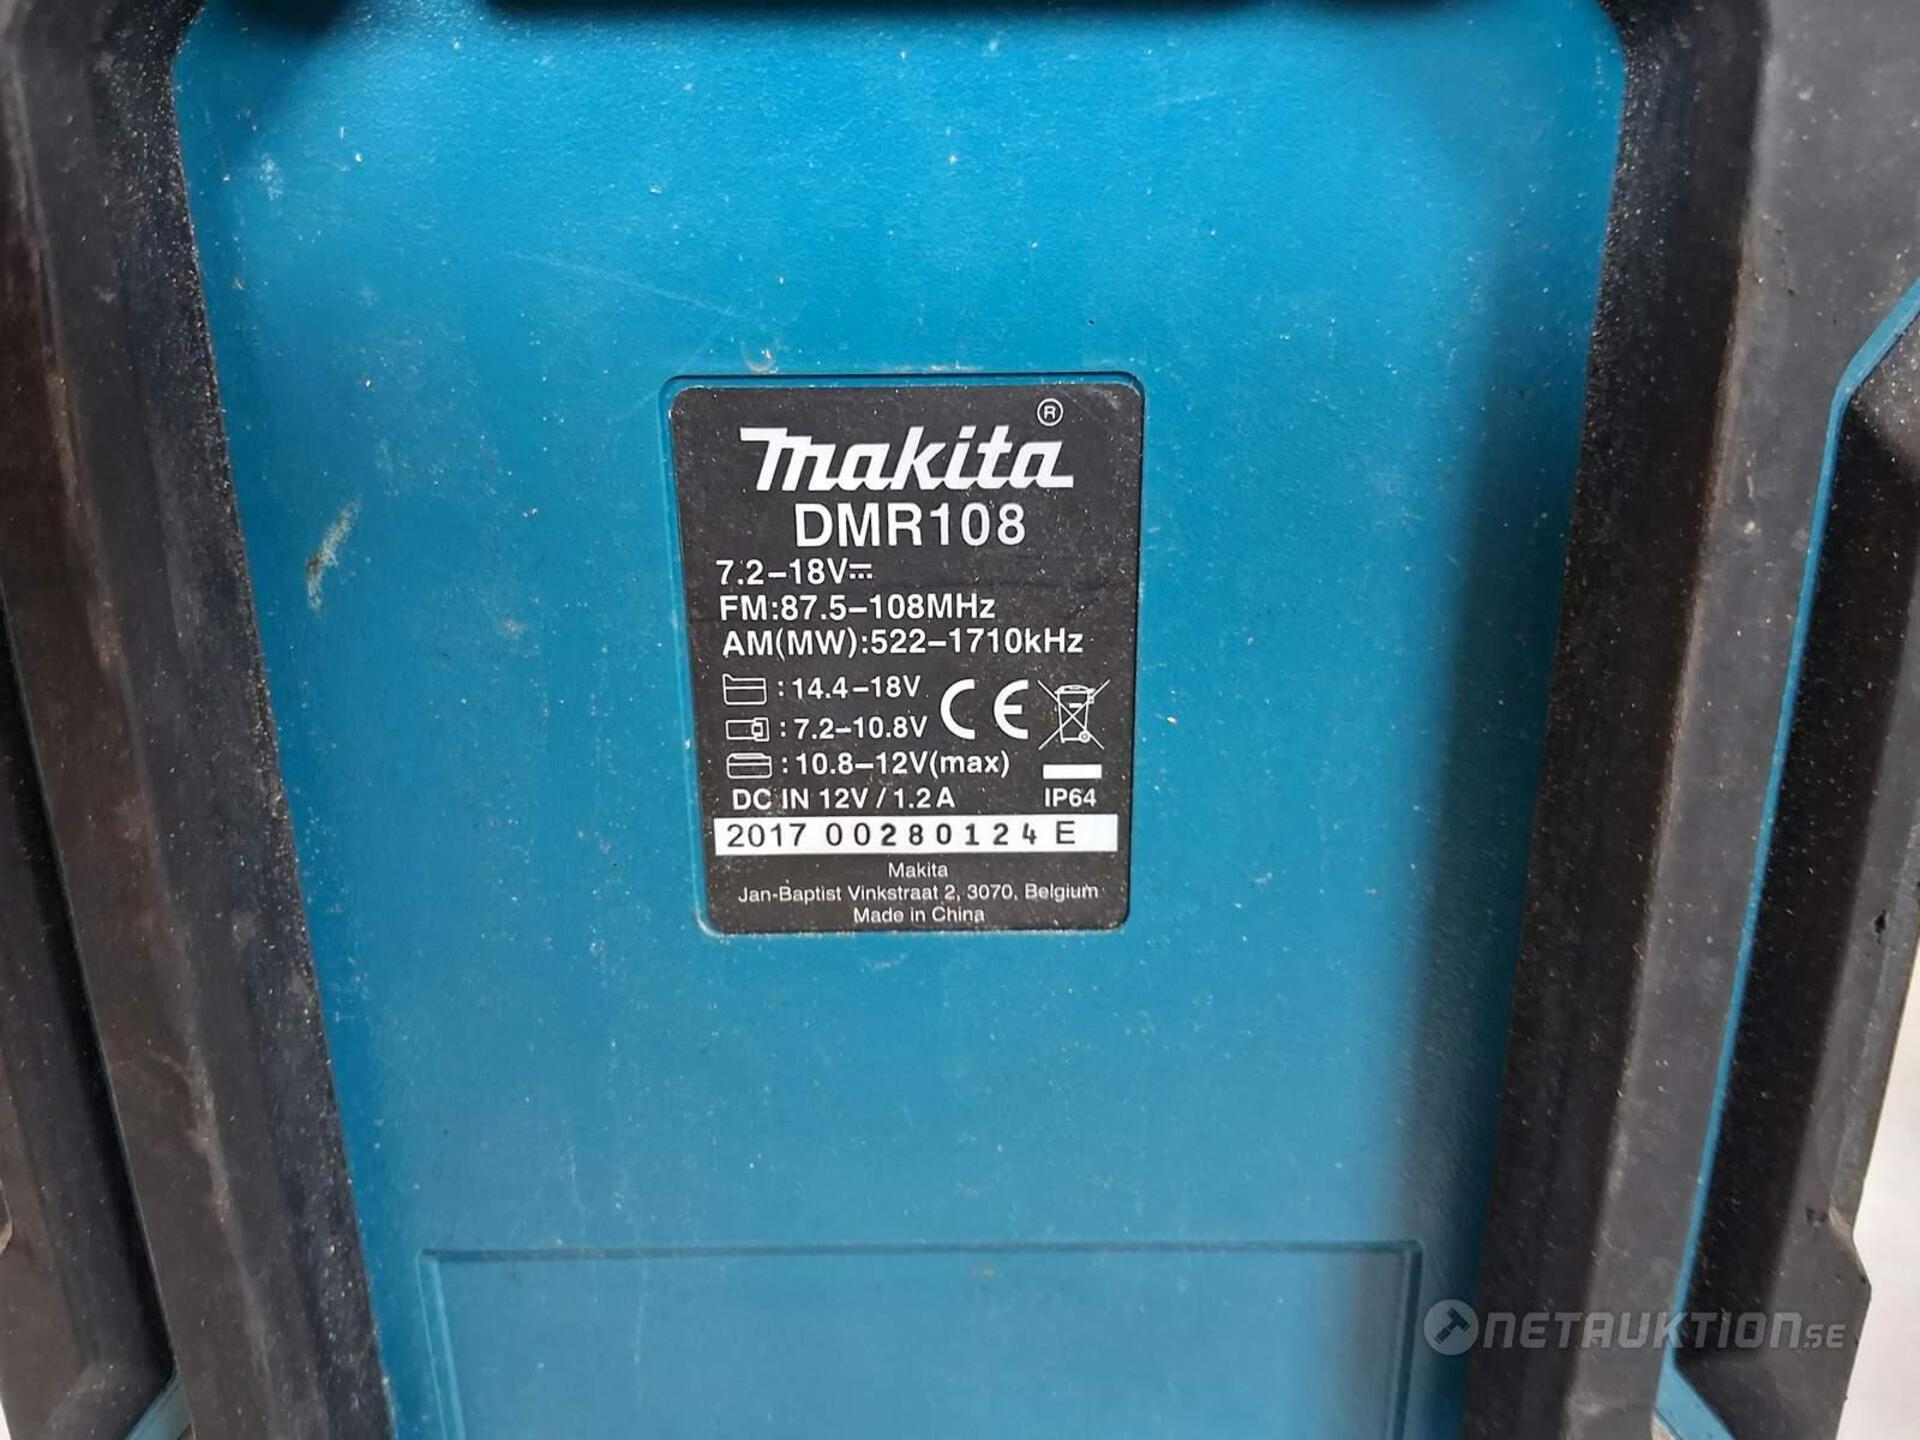 makita®
DMR108
7.2–18V⎓
FM:87.5–108MHz
AM(MW):522–1710kHz
:14.4–18V
:7.2–10.8V
CE
:10.8–12V(max)
DC IN 12V/1.2A
IP64
2017 00280124 E
Makita
Jan-Baptist Vinkstraat 2, 3070, Belgium
Made in China
NETAUKTION.SE